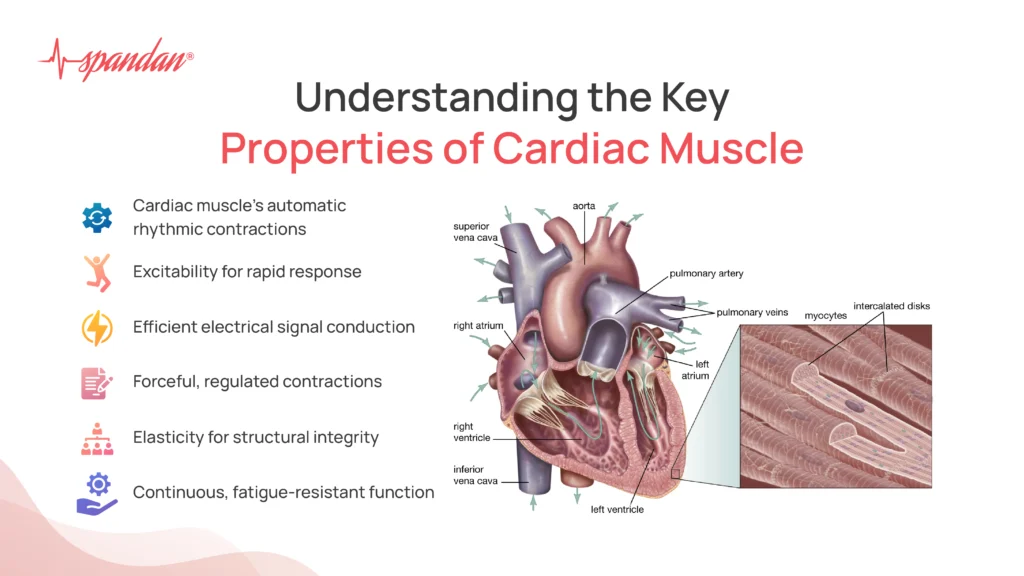 spandan®
Understanding the Key
Properties of Cardiac Muscle
Cardiac muscle's automatic
rhythmic contractions
Excitability for rapid response
Efficient electrical signal conduction
Forceful, regulated contractions
Elasticity for structural integrity
Continuous, fatigue-resistant function
aorta
superior
vena cava
pulmonary artery
pulmonary veins
right atrium
left
atrium
right
ventricle
inferior
vena cava
left ventricle
myocytes
intercalated disks